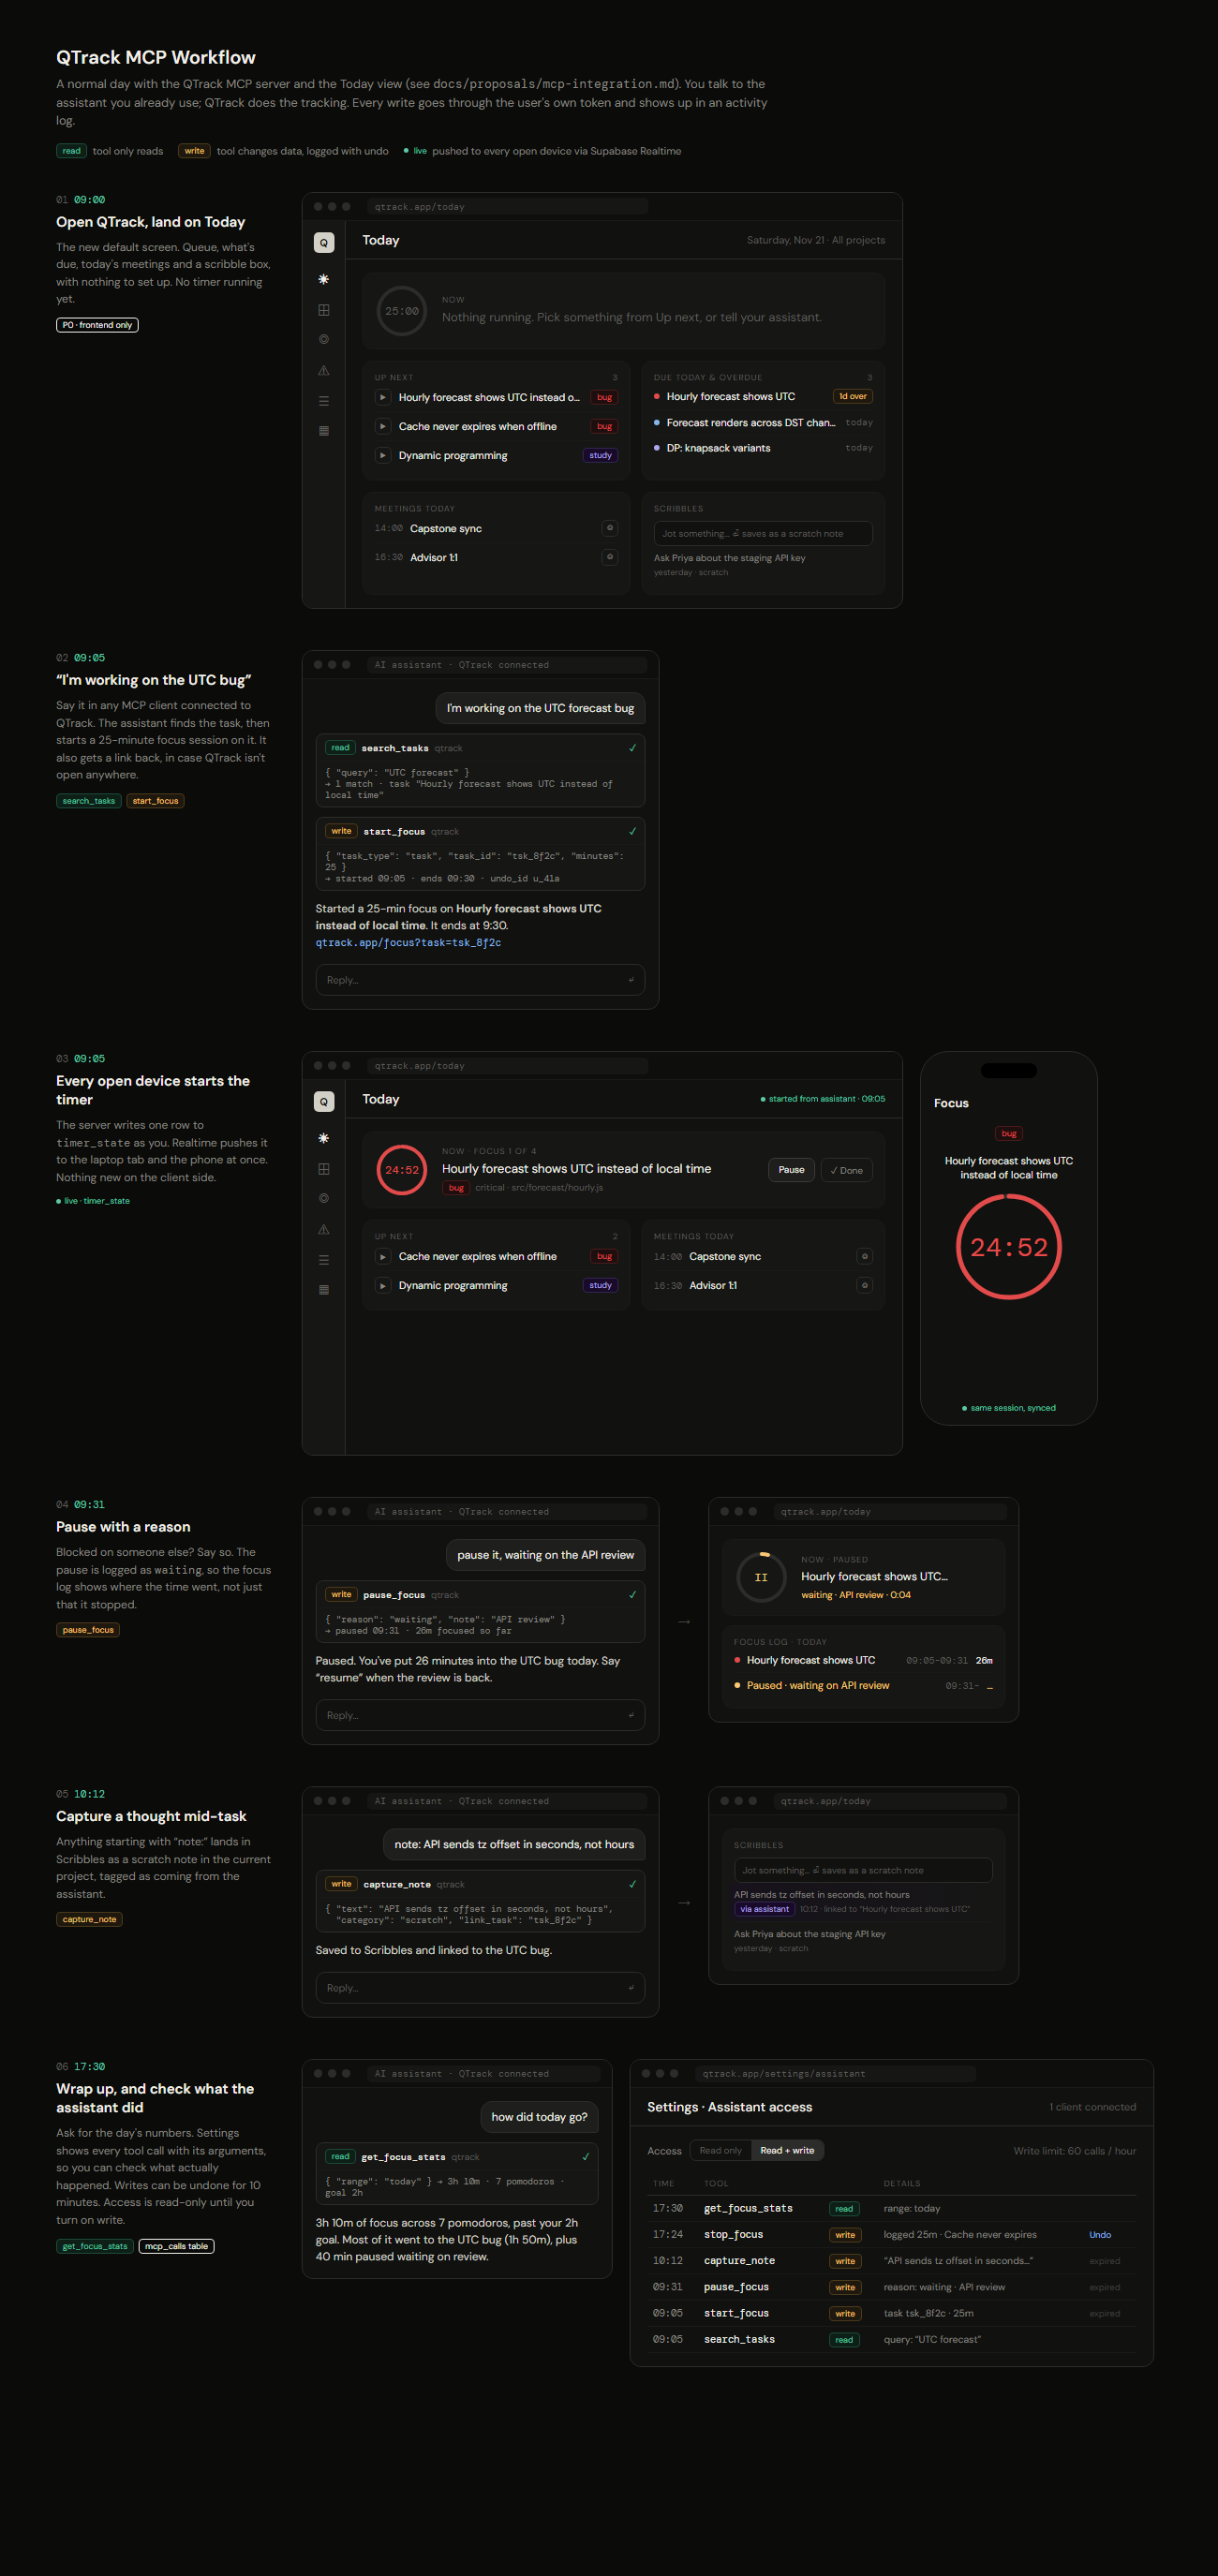 QTrack MCP Workflow
A normal day with the QTrack MCP server and the Today view (see docs/proposals/mcp-integration.md). You talk to the
assistant you already use; QTrack does the tracking. Every write goes through the user's own token and shows up in an activity
log.
read tool only reads write tool changes data, logged with undo live pushed to every open device via Supabase Realtime
01 09:00
Open QTrack, land on Today
The new default screen. Queue, what's
due, today's meetings and a scribble box,
with nothing to set up. No timer running
yet.
P0 · frontend only
qtrack.app/today
Q
Today
Saturday, Nov 21 · All projects
25:00
NOW
Nothing running. Pick something from Up next, or tell your assistant.
UP NEXT 3
Hourly forecast shows UTC instead o… bug
Cache never expires when offline bug
Dynamic programming study
DUE TODAY & OVERDUE 3
Hourly forecast shows UTC 1d over
Forecast renders across DST chan… today
DP: knapsack variants today
MEETINGS TODAY
14:00 Capstone sync
16:30 Advisor 1:1
SCRIBBLES
Jot something… ⏎ saves as a scratch note
Ask Priya about the staging API key
yesterday · scratch
02 09:05
“I'm working on the UTC bug”
Say it in any MCP client connected to
QTrack. The assistant finds the task, then
starts a 25-minute focus session on it. It
also gets a link back, in case QTrack isn't
open anywhere.
search_tasks start_focus
AI assistant · QTrack connected
I'm working on the UTC forecast bug
read search_tasks qtrack ✓
{ "query": "UTC forecast" }
→ 1 match · task "Hourly forecast shows UTC instead of
local time"
write start_focus qtrack ✓
{ "task_type": "task", "task_id": "tsk_8f2c", "minutes":
25 }
→ started 09:05 · ends 09:30 · undo_id u_41a
Started a 25-min focus on Hourly forecast shows UTC
instead of local time. It ends at 9:30.
qtrack.app/focus?task=tsk_8f2c
Reply…
03 09:05
Every open device starts the
timer
The server writes one row to
timer_state as you. Realtime pushes it
to the laptop tab and the phone at once.
Nothing new on the client side.
live · timer_state
qtrack.app/today
Q
Today
started from assistant · 09:05
24:52
NOW · FOCUS 1 OF 4
Hourly forecast shows UTC instead of local time
bug critical · src/forecast/hourly.js
Pause ✓ Done
UP NEXT 2
Cache never expires when offline bug
Dynamic programming study
MEETINGS TODAY
14:00 Capstone sync
16:30 Advisor 1:1
Focus
bug
Hourly forecast shows UTC
instead of local time
24:52
same session, synced
04 09:31
Pause with a reason
Blocked on someone else? Say so. The
pause is logged as waiting, so the focus
log shows where the time went, not just
that it stopped.
pause_focus
AI assistant · QTrack connected
pause it, waiting on the API review
write pause_focus qtrack ✓
{ "reason": "waiting", "note": "API review" }
→ paused 09:31 · 26m focused so far
Paused. You've put 26 minutes into the UTC bug today. Say
“resume” when the review is back.
Reply…
→
qtrack.app/today
II
NOW · PAUSED
Hourly forecast shows UTC…
waiting · API review · 0:04
FOCUS LOG · TODAY
Hourly forecast shows UTC 09:05–09:31 26m
Paused · waiting on API review 09:31– …
05 10:12
Capture a thought mid-task
Anything starting with “note:” lands in
Scribbles as a scratch note in the current
project, tagged as coming from the
assistant.
capture_note
AI assistant · QTrack connected
note: API sends tz offset in seconds, not hours
write capture_note qtrack ✓
{ "text": "API sends tz offset in seconds, not hours",
"category": "scratch", "link_task": "tsk_8f2c" }
Saved to Scribbles and linked to the UTC bug.
Reply…
→
qtrack.app/today
SCRIBBLES
Jot something… ⏎ saves as a scratch note
API sends tz offset in seconds, not hours
via assistant 10:12 · linked to “Hourly forecast shows UTC”
Ask Priya about the staging API key
yesterday · scratch
06 17:30
Wrap up, and check what the
assistant did
Ask for the day's numbers. Settings
shows every tool call with its arguments,
so you can check what actually
happened. Writes can be undone for 10
minutes. Access is read-only until you
turn on write.
get_focus_stats mcp_calls table
AI assistant · QTrack connected
how did today go?
read get_focus_stats qtrack ✓
{ "range": "today" } → 3h 10m · 7 pomodoros ·
goal 2h
3h 10m of focus across 7 pomodoros, past your 2h
goal. Most of it went to the UTC bug (1h 50m), plus
40 min paused waiting on review.
qtrack.app/settings/assistant
Settings · Assistant access
1 client connected
Access Read only Read + write
Write limit: 60 calls / hour
TIME TOOL DETAILS
17:30 get_focus_stats read range: today
17:24 stop_focus write logged 25m · Cache never expires Undo
10:12 capture_note write “API sends tz offset in seconds…” expired
09:31 pause_focus write reason: waiting · API review expired
09:05 start_focus write task tsk_8f2c · 25m expired
09:05 search_tasks read query: “UTC forecast”